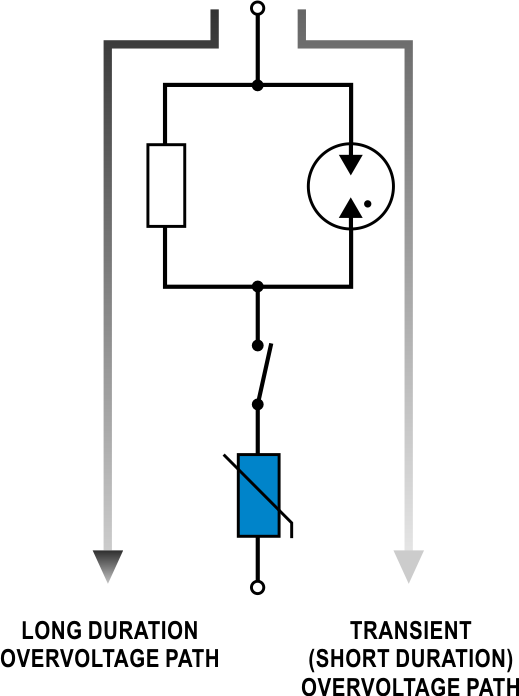 LONG DURATION
OVERVOLTAGE PATH
TRANSIENT
(SHORT DURATION)
OVERVOLTAGE PATH